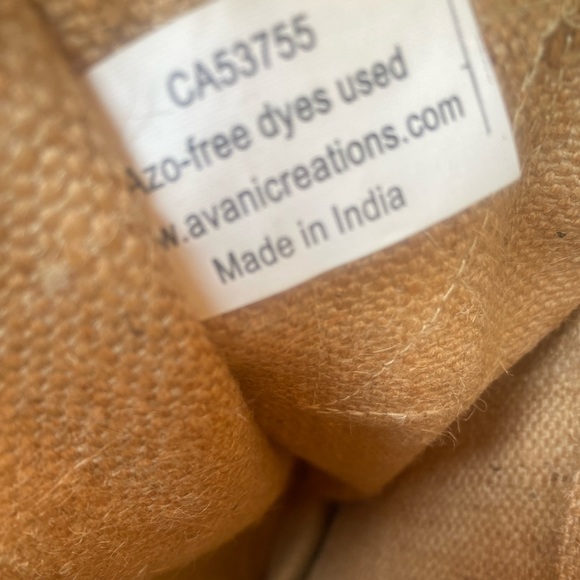 CA53755
Azo-free dyes used
w.avanicreations.com
Made in India